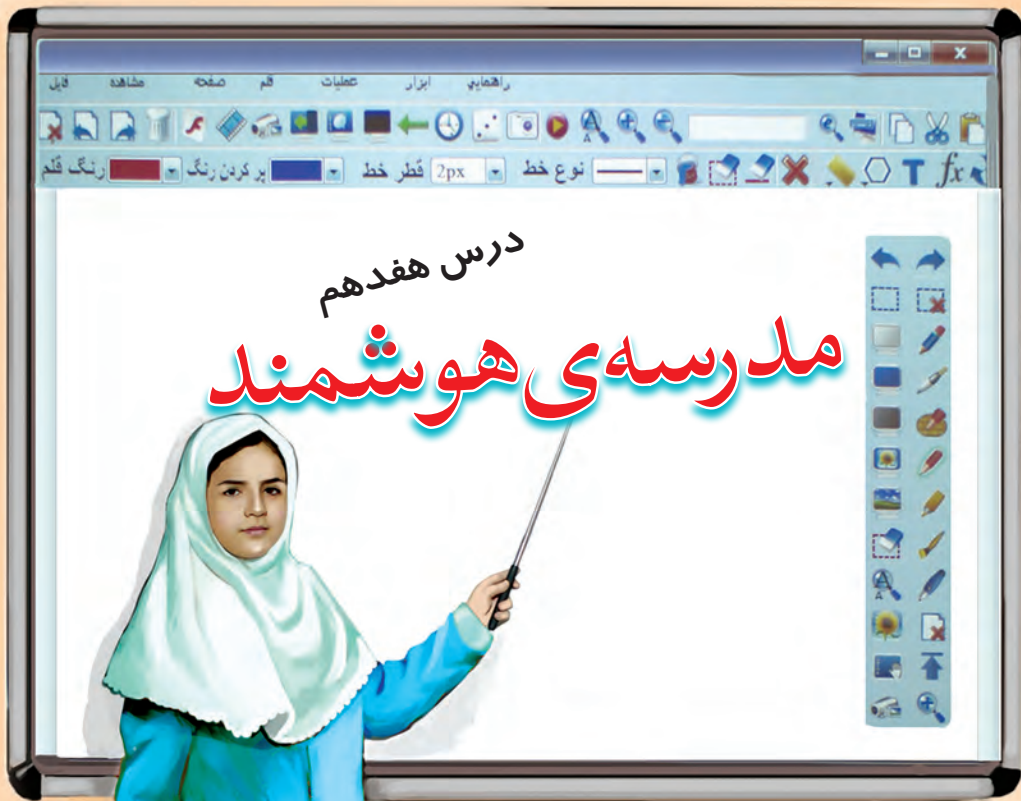 فایل مشاهده صفحه قلم عملیات ابزار راهنمایی
رنگ قلم پر کردن رنگ قطر خط 2px نوع خط T fx
درس هفدهم
مدرسه‌ی هوشمند